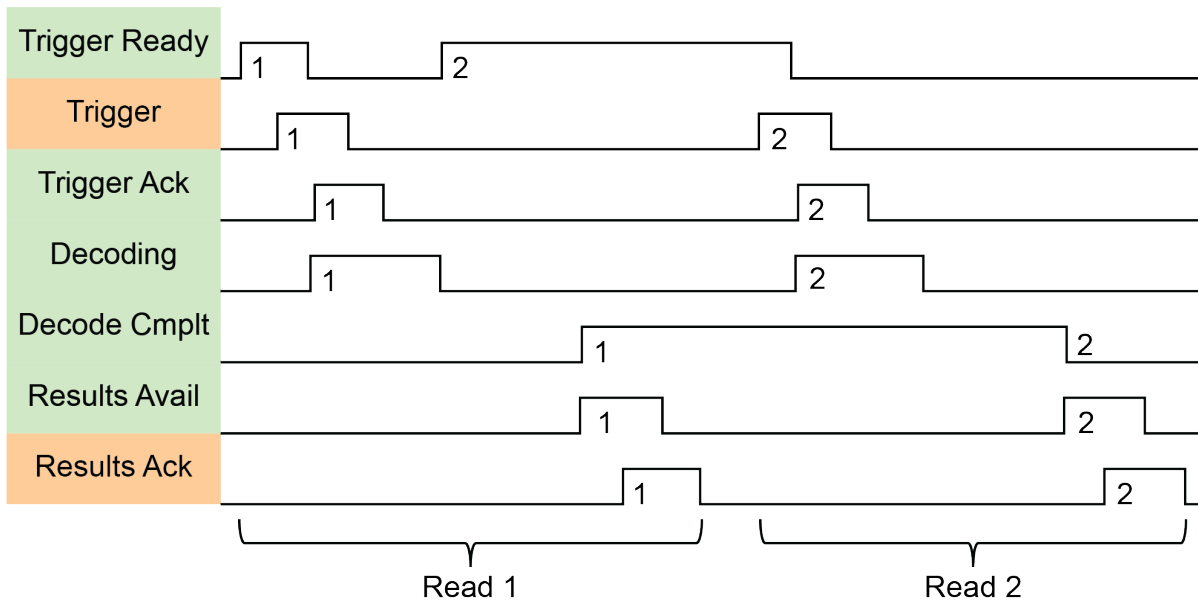 Trigger Ready 1 2
Trigger 1 2
Trigger Ack 1 2
Decoding 1 2
Decode Cmplt 1 2
Results Avail 1 2
Results Ack 1 2
Read 1 Read 2